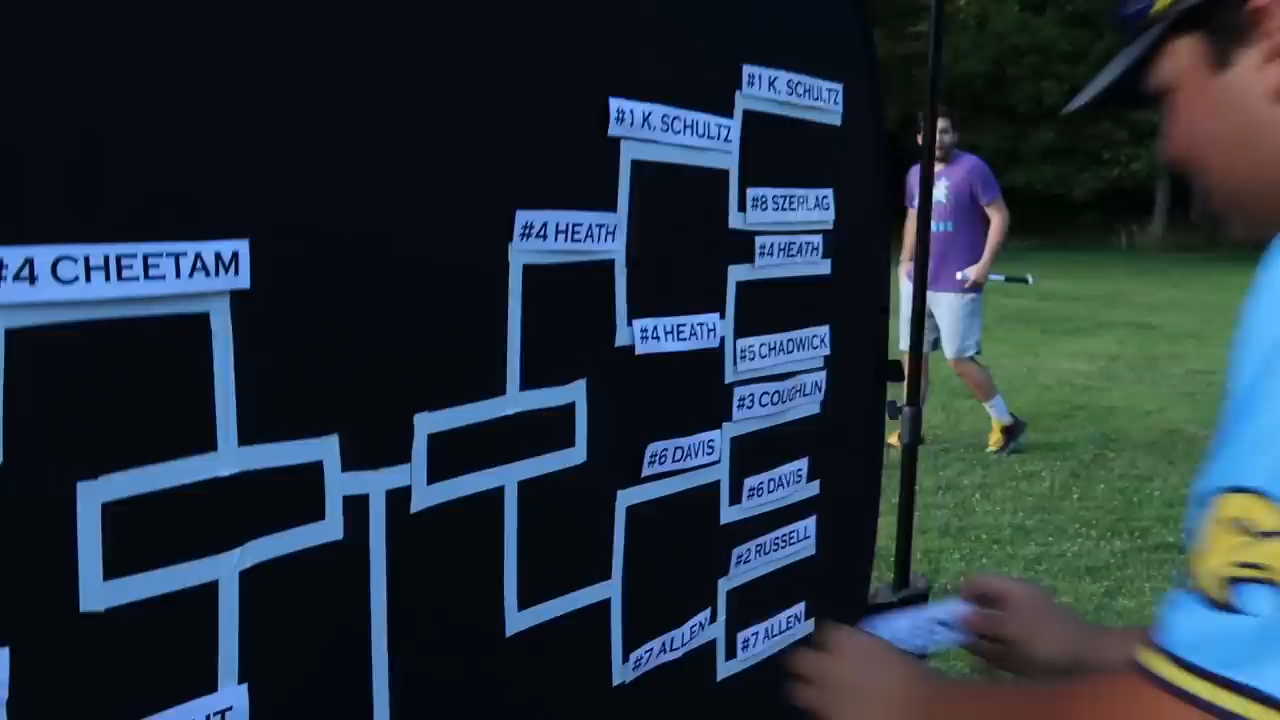 #1 K. SCHULTZ
#1 K. SCHULTZ
#8 SZERLAG
#4 HEATH
#4 HEATH
#4 CHEETAM
#4 HEATH
#5 CHADWICK
#3 COUGHLIN
#6 DAVIS
#6 DAVIS
#2 RUSSELL
#7 ALLEN
#7 ALLEN